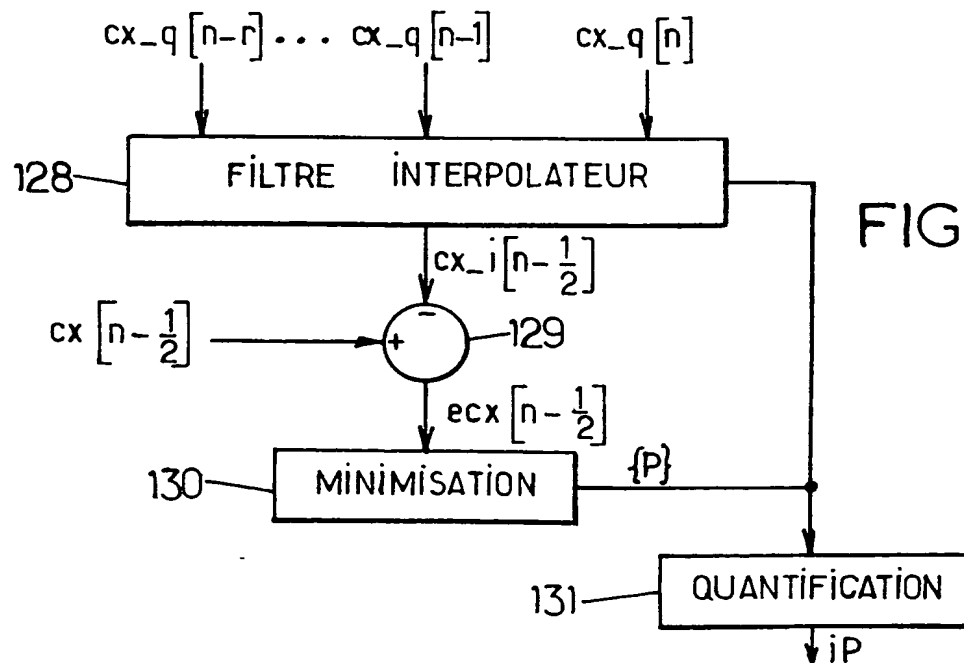 cx_q [n-r] ... cx_q [n-1] cx_q [n]
128
FiLTRE iNTERPOLATEUR
FIG
cx_i [n-1/2]
cx [n-1/2]
-
+
129
ecx [n-1/2]
130
MiNiMiSATiON
{P}
131
QUANTiFiCATiON
iP